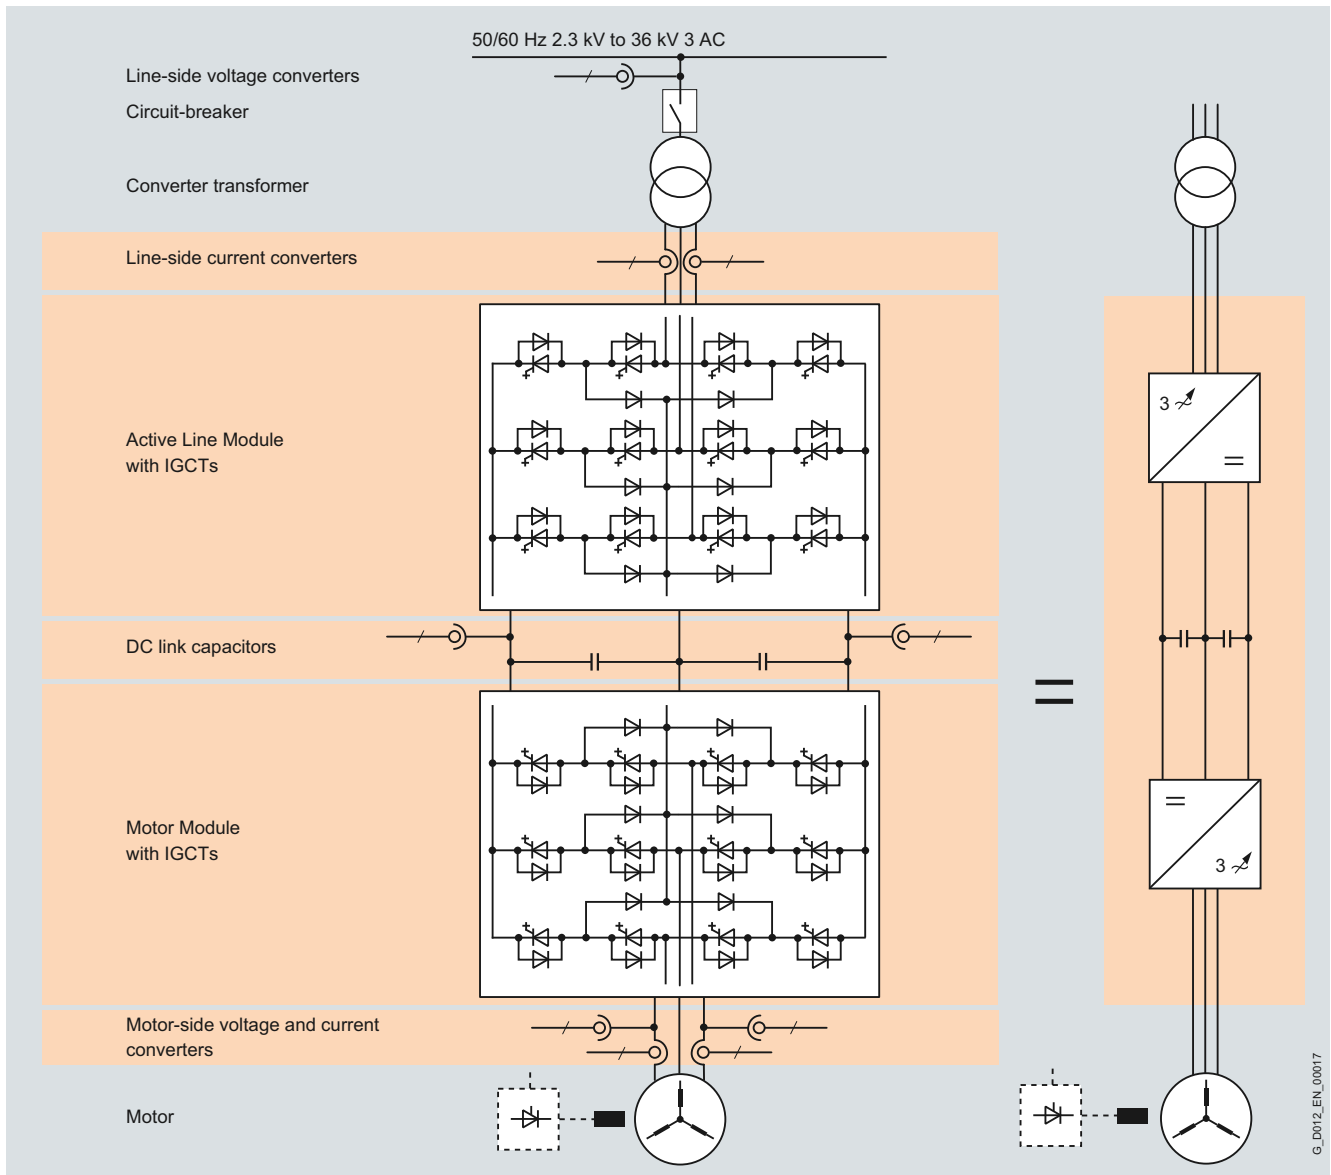 50/60 Hz 2.3 kV to 36 kV 3 AC
Line-side voltage converters
Circuit-breaker
Converter transformer
Line-side current converters
3
Active Line Module
with IGCTs
DC link capacitors
Motor Module
with IGCTs
3
Motor-side voltage and current
converters
Motor
G_D012_EN_00017